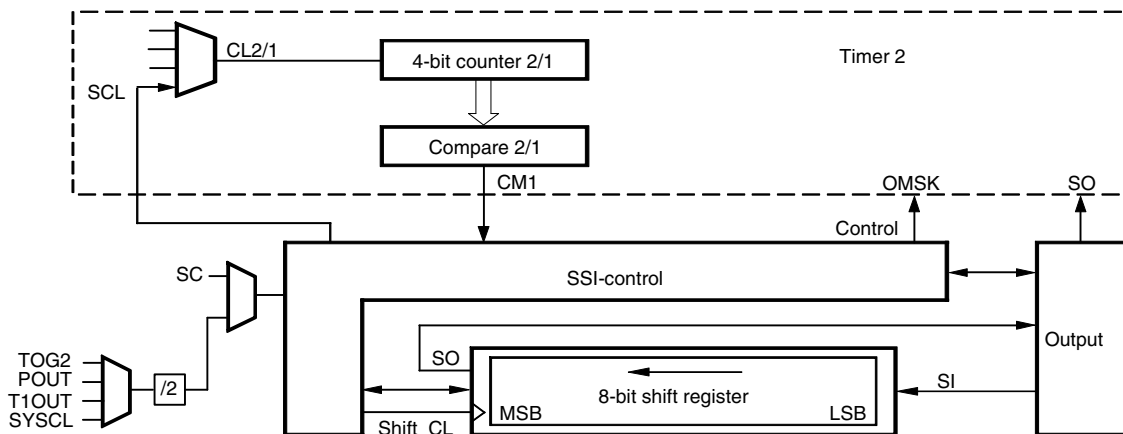 CL2/1
4-bit counter 2/1
Timer 2
SCL
Compare 2/1
CM1
OMSK
SO
Control
SC
SSI-control
TOG2
POUT
T1OUT
SYSCL
/2
SO
Output
8-bit shift register
SI
MSB
LSB
Shift_CL